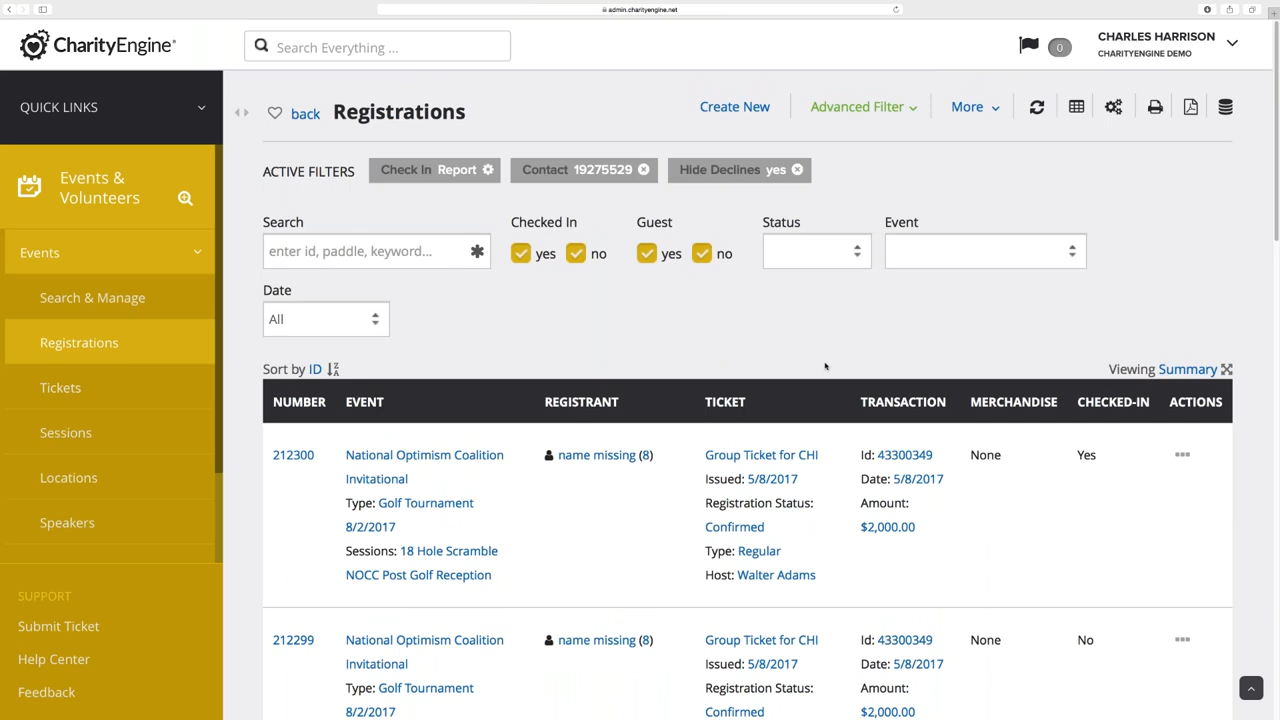 admin.charityengine.net
CharityEngine
Search Everything ...
0
CHARLES HARRISON
CHARITYENGINE DEMO
QUICK LINKS
Events &
Volunteers
Events
Search & Manage
Registrations
Tickets
Sessions
Locations
Speakers
SUPPORT
Submit Ticket
Help Center
Feedback
back Registrations
Create New
Advanced Filter
More
ACTIVE FILTERS Check In Report Contact 19275529 Hide Declines yes
Search Checked In Guest Status Event
enter id, paddle, keyword... yes no yes no
Date
All
Sort by ID Viewing Summary
NUMBER EVENT REGISTRANT TICKET TRANSACTION MERCHANDISE CHECKED-IN ACTIONS
212300 National Optimism Coalition name missing (8) Group Ticket for CHI Id: 43300349 None Yes
Invitational Issued: 5/8/2017 Date: 5/8/2017
Type: Golf Tournament Registration Status: Amount:
8/2/2017 Confirmed $2,000.00
Sessions: 18 Hole Scramble Type: Regular
NOCC Post Golf Reception Host: Walter Adams
212299 National Optimism Coalition name missing (8) Group Ticket for CHI Id: 43300349 None No
Invitational Issued: 5/8/2017 Date: 5/8/2017
Type: Golf Tournament Registration Status: Amount:
8/2/2017 Confirmed $2,000.00